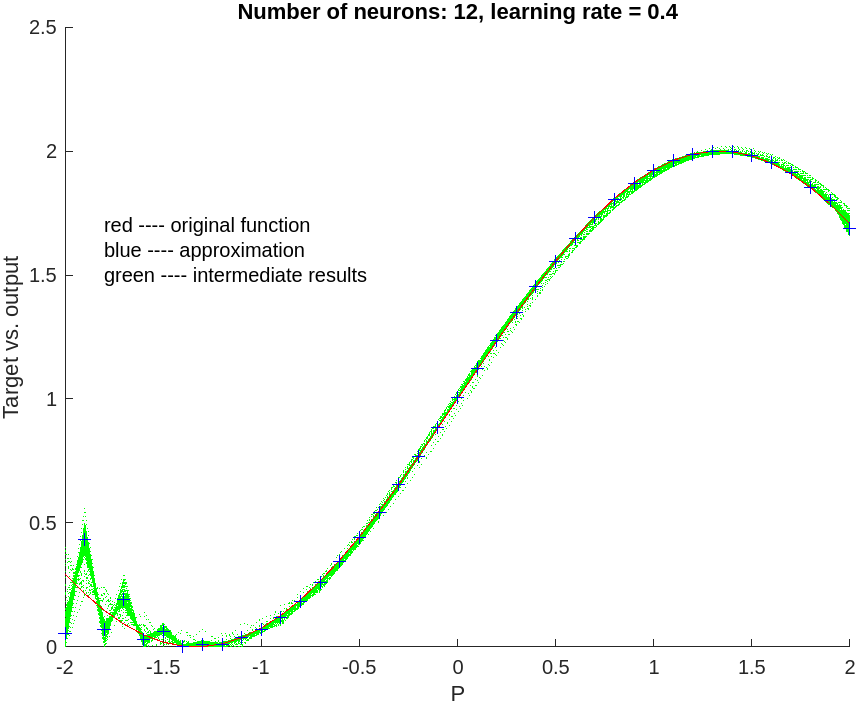 Number of neurons: 12, learning rate = 0.4
2.5
2
1.5
1
0.5
0
red ---- original function
blue ---- approximation
green ---- intermediate results
Target vs. output
-2 -1.5 -1 -0.5 0 0.5 1 1.5 2
P